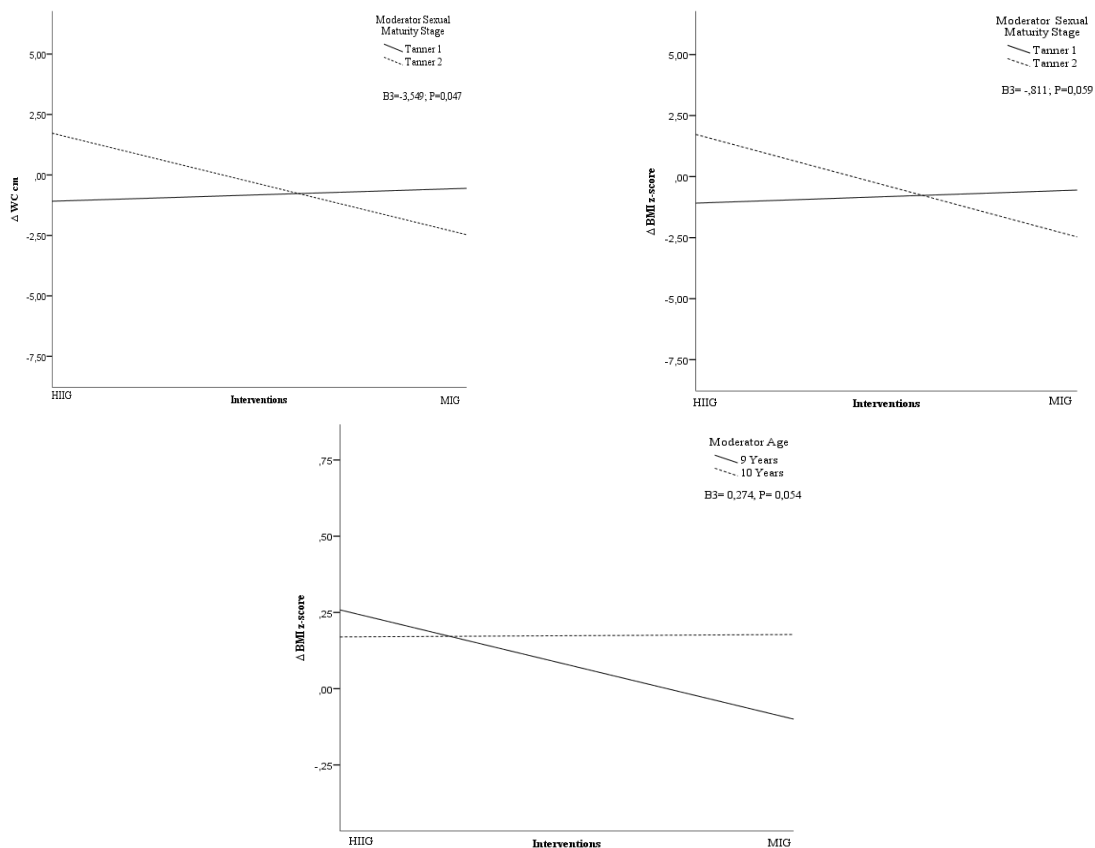 Moderator Sexual
Maturity Stage
Tanner 1
Tanner 2
B3=-3,549; P=0,047
5,00
2,50
,00
-2,50
-5,00
-7,50
Δ WC cm
HIIG
Interventions
MIG
Moderator Sexual
Maturity Stage
Tanner 1
Tanner 2
B3= -,811; P=0,059
5,00
2,50
,00
-2,50
-5,00
-7,50
Δ BMI z-score
HIIG
Interventions
MIG
Moderator Age
9 Years
10 Years
B3= 0,274, P= 0,054
,75
,50
,25
,00
-,25
Δ BMI z-score
HIIG
Interventions
MIG